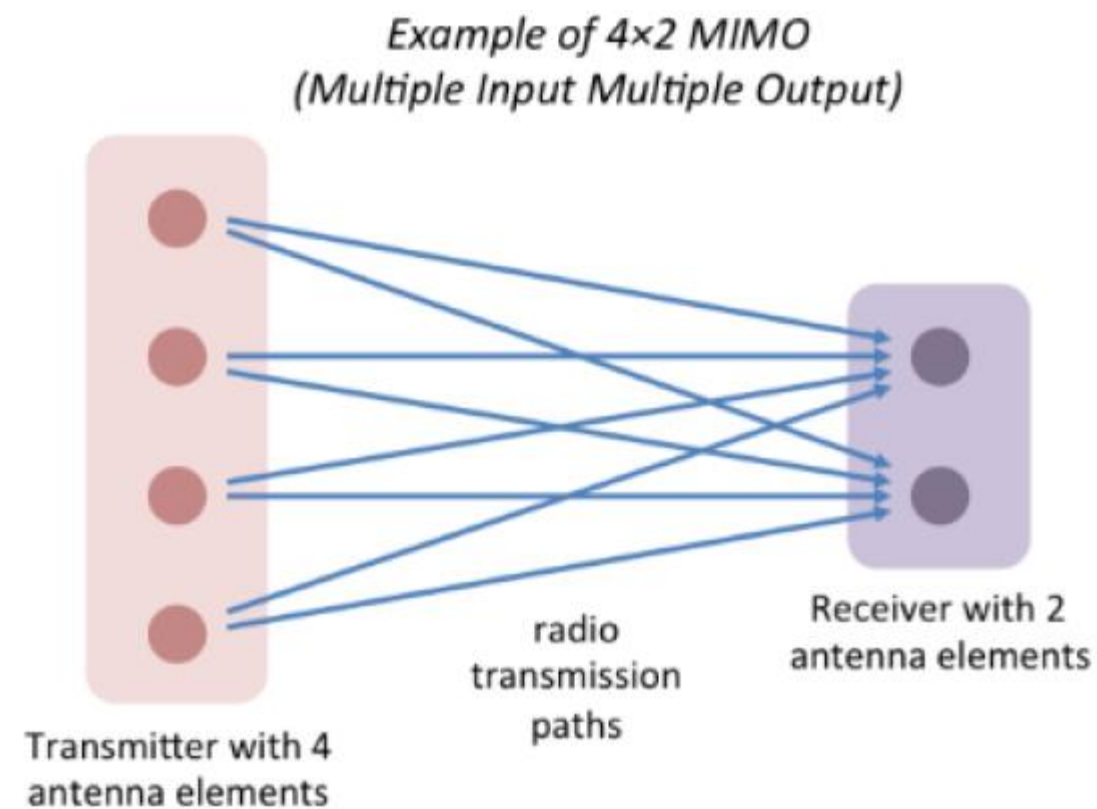 Example of 4×2 MIMO
(Multiple Input Multiple Output)
radio
transmission
paths
Receiver with 2
antenna elements
Transmitter with 4
antenna elements